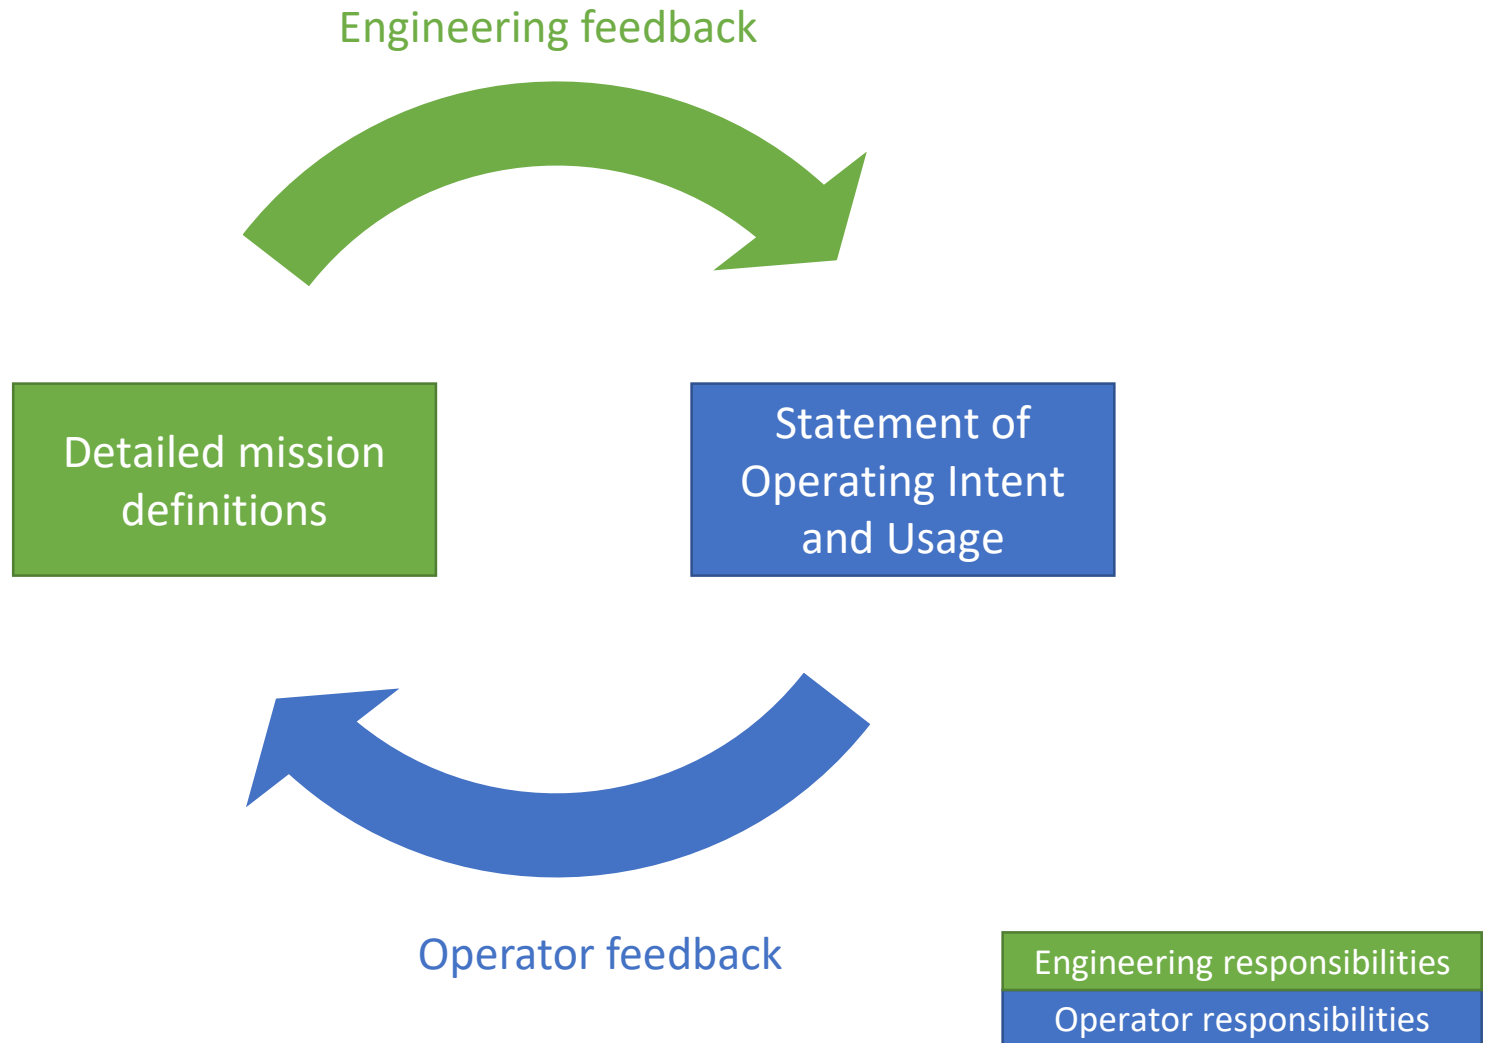 Engineering feedback
Detailed mission
definitions
Statement of
Operating Intent
and Usage
Operator feedback
Engineering responsibilities
Operator responsibilities